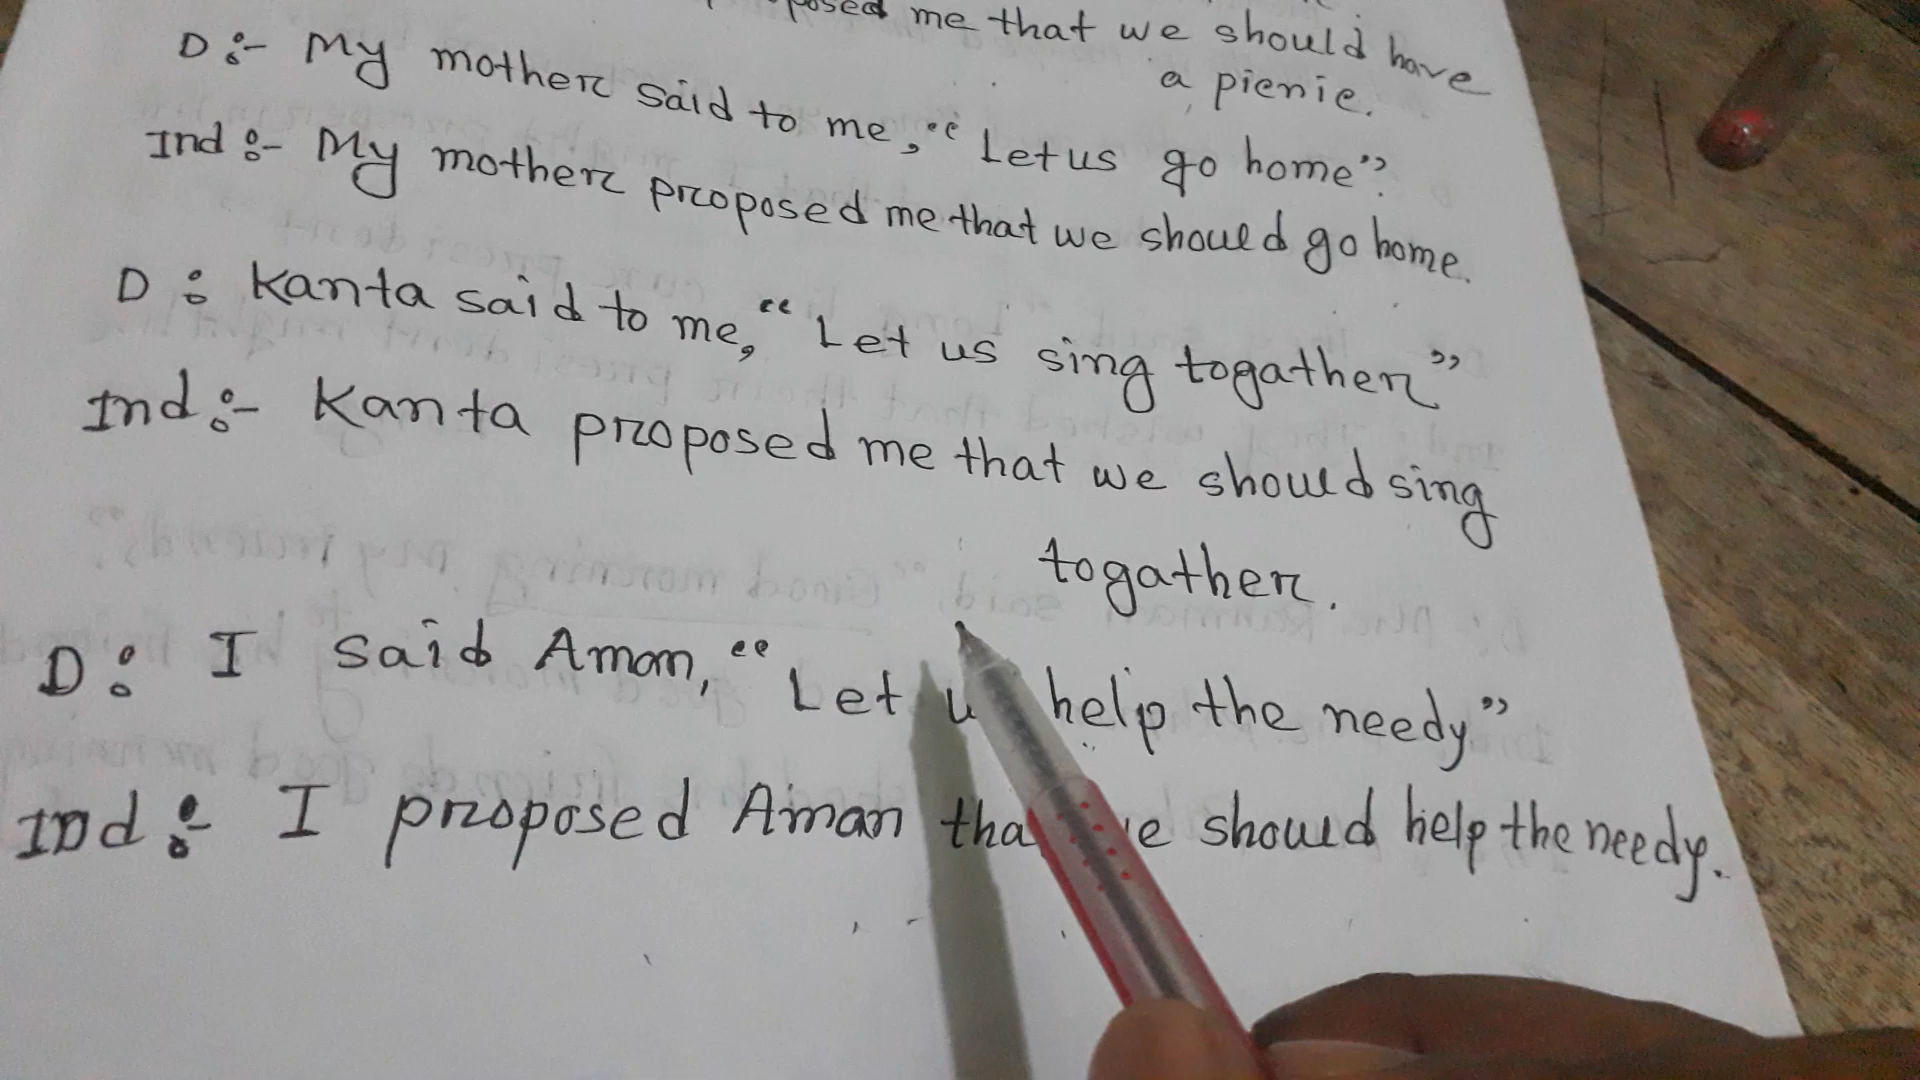 me that we should have
a picnic.
D:- My mother said to me, "Let us go home".
Ind:- My mother proposed me that we should go home.
D: Kanta said to me, "Let us sing togather"
Ind:- Kanta proposed me that we should sing
togather.
D: I said Aman, "Let help the needy"
Ind:- I proposed Aman should help the needy.